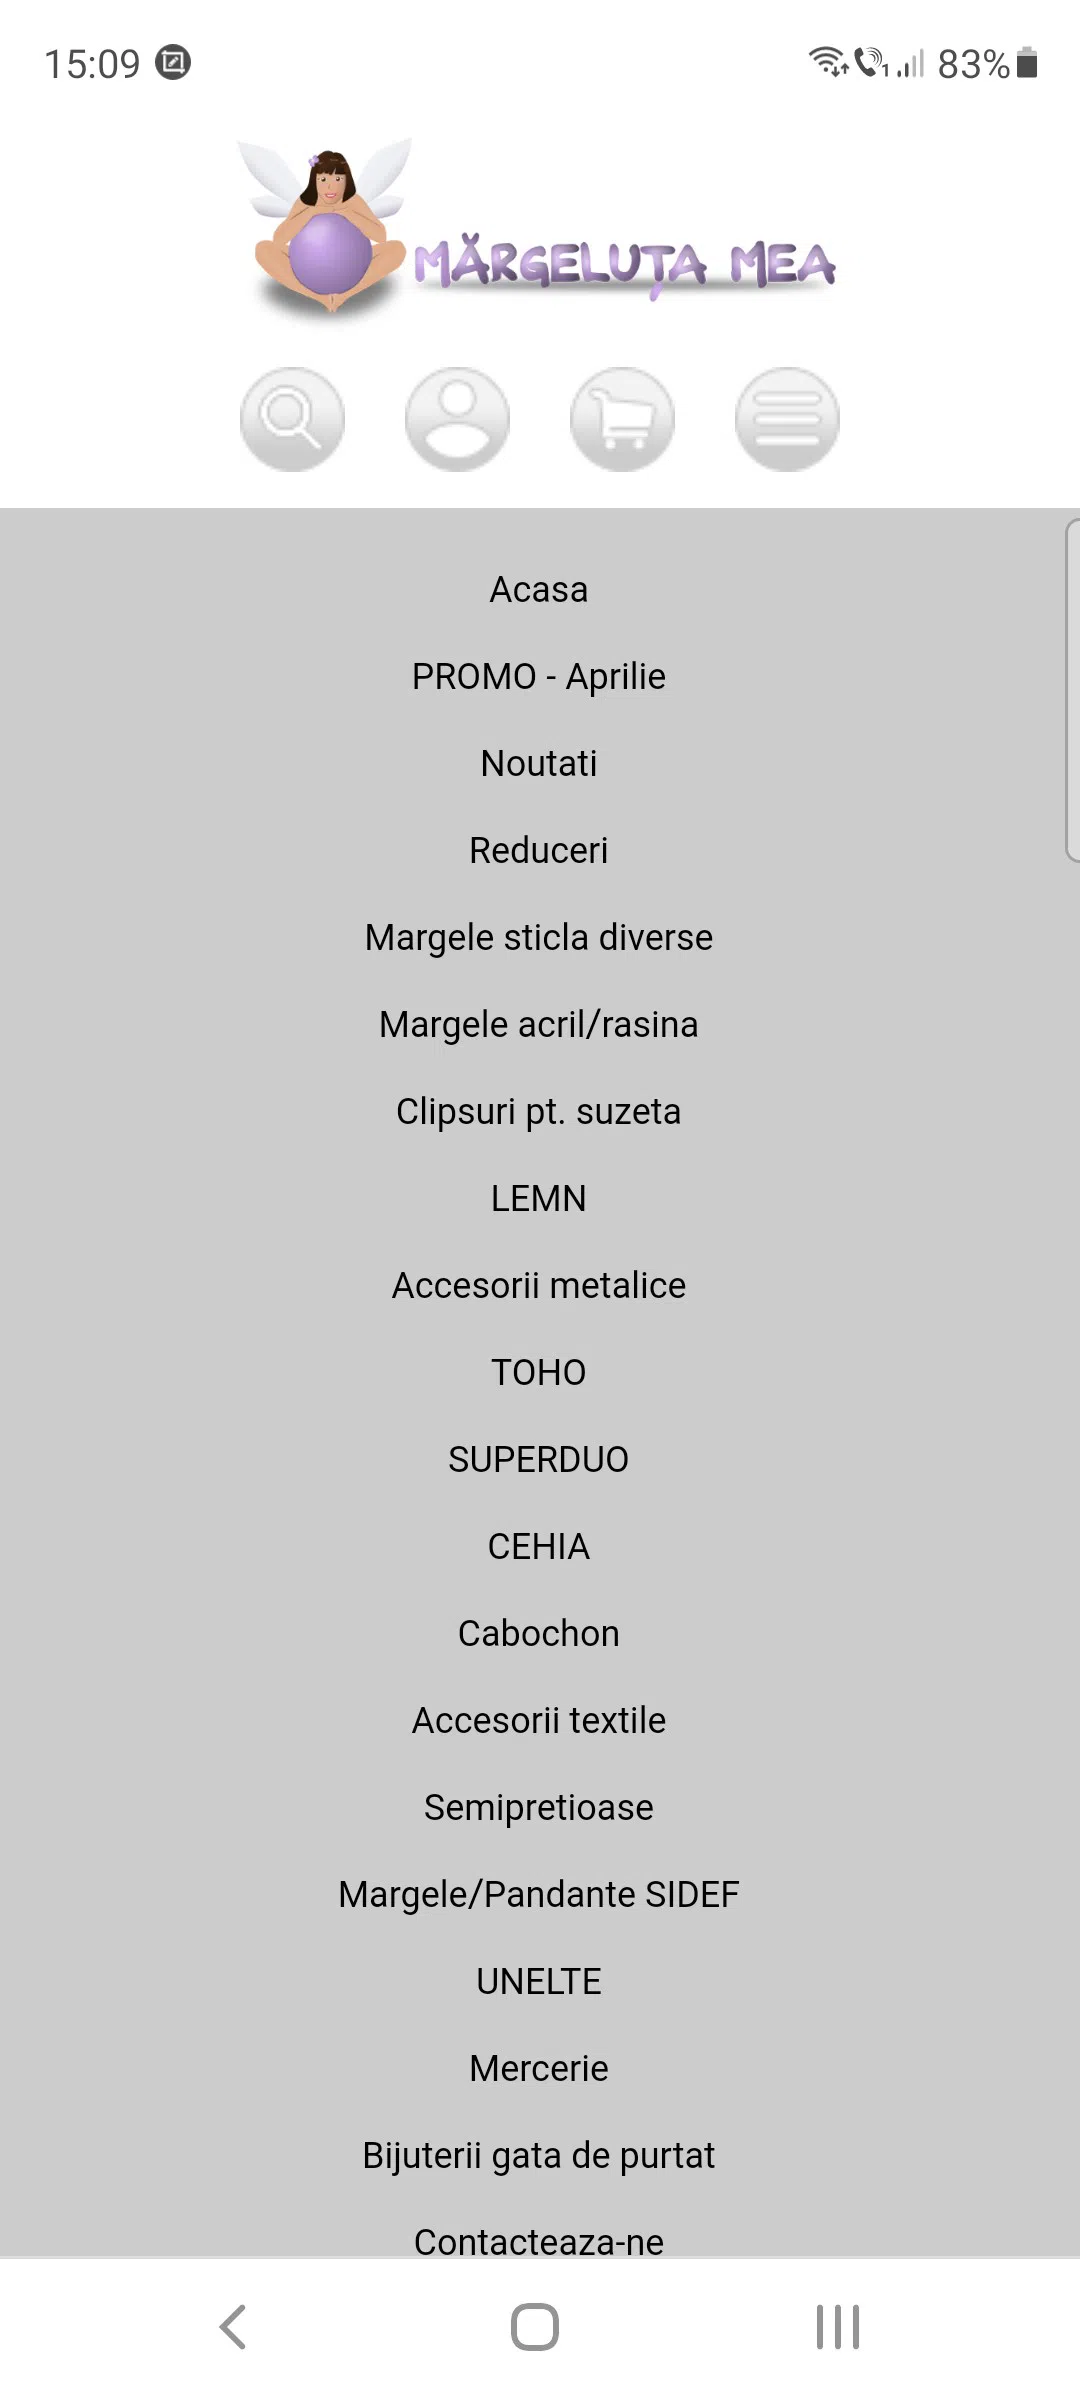 15:09
1 83%
MĂRGELUȚA MEA
Acasa
PROMO - Aprilie
Noutati
Reduceri
Margele sticla diverse
Margele acril/rasina
Clipsuri pt. suzeta
LEMN
Accesorii metalice
TOHO
SUPERDUO
CEHIA
Cabochon
Accesorii textile
Semipretioase
Margele/Pandante SIDEF
UNELTE
Mercerie
Bijuterii gata de purtat
Contacteaza-ne